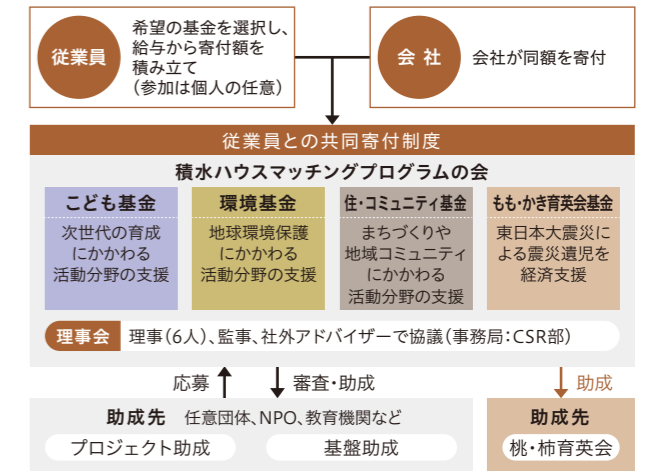 従業員
希望の基金を選択し、
給与から寄付額を
積み立て
（参加は個人の任意）
会社
会社が同額を寄付
従業員との共同寄付制度
積水ハウスマッチングプログラムの会
こども基金
次世代の育成
にかかわる
活動分野の支援
環境基金
地球環境保護
にかかわる
活動分野の支援
住・コミュニティ基金
まちづくりや
地域コミュニティ
にかかわる
活動分野の支援
もも・かき育英会基金
東日本大震災に
よる震災遺児を
経済支援
理事会 理事（6人）、監事、社外アドバイザーで協議（事務局：CSR部）
応募 審査・助成 助成
助成先 任意団体、NPO、教育機関など
プロジェクト助成 基盤助成
助成先
桃・柿育英会